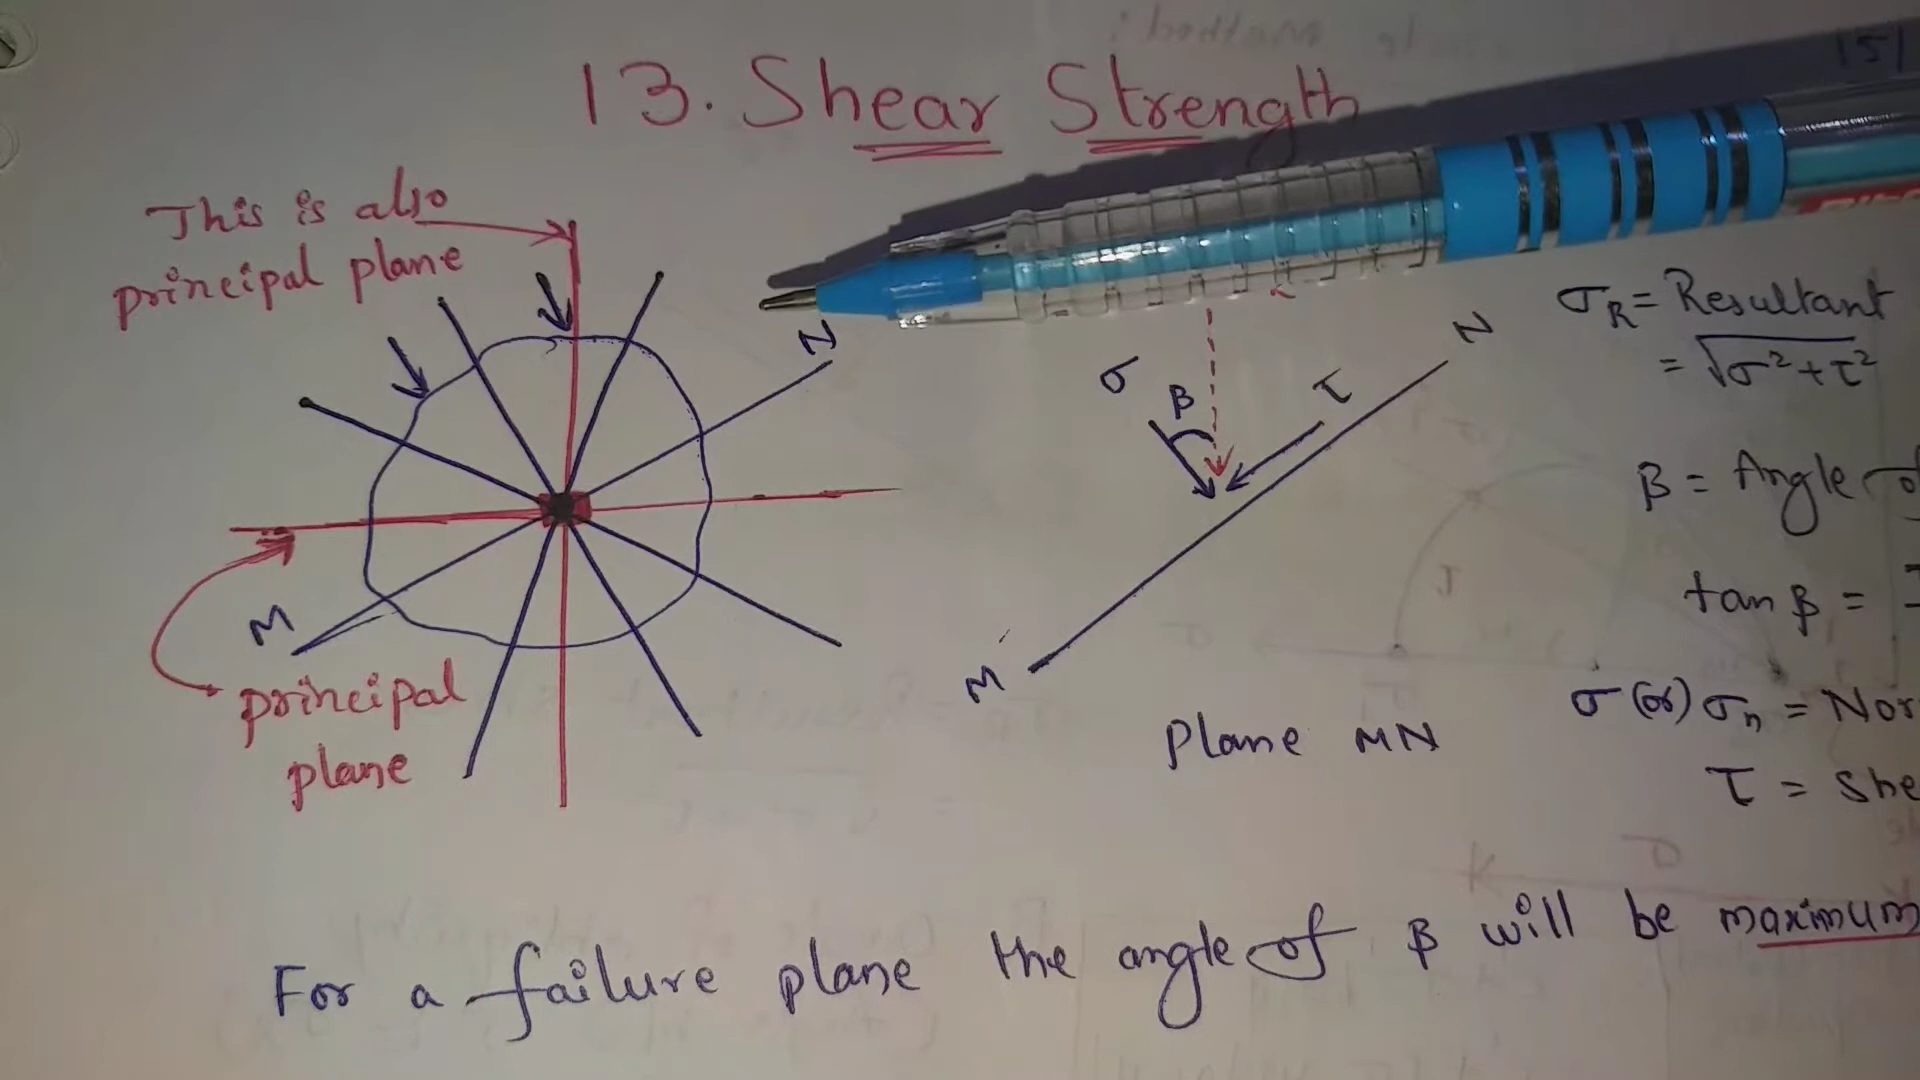 13. Shear Strength
This is also
principal plane
N
M
principal
plane
σ
β
τ
N
M
Plane MN
σR = Resultant
= √σ²+τ²
β = Angle of
tan β =
σ (or) σn = Nor
τ = She
For a failure plane the angle of β will be maximum